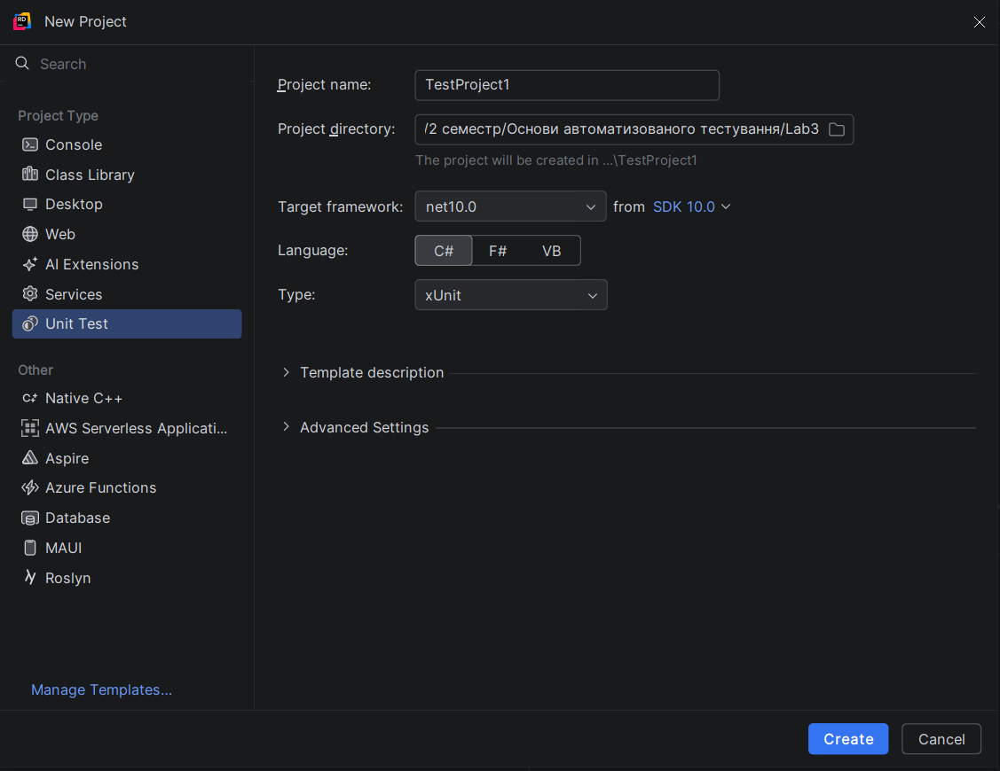 New Project
Search
Project Type
Console
Class Library
Desktop
Web
AI Extensions
Services
Unit Test
Other
Native C++
AWS Serverless Applicati...
Aspire
Azure Functions
Database
MAUI
Roslyn
Manage Templates...
Project name: TestProject1
Project directory: /2 семестр/Основи автоматизованого тестування/Lab3
The project will be created in ...\TestProject1
Target framework: net10.0 from SDK 10.0
Language: C# F# VB
Type: xUnit
Template description
Advanced Settings
Create Cancel